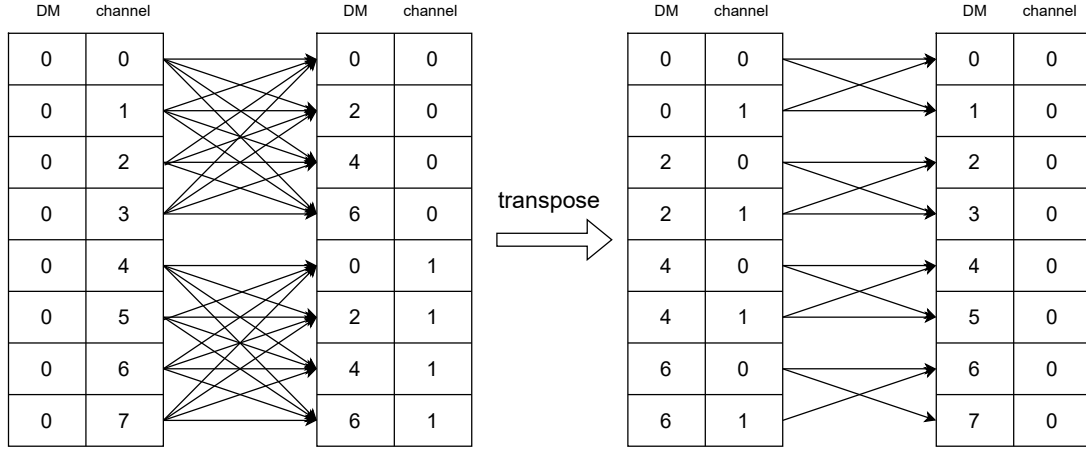 DM channel DM channel DM channel DM channel
0 0 0 0 0 0 0 0
0 1 2 0 0 1 1 0
0 2 4 0 2 0 2 0
0 3 6 0 2 1 3 0
transpose
0 4 0 1 4 0 4 0
0 5 2 1 4 1 5 0
0 6 4 1 6 0 6 0
0 7 6 1 6 1 7 0